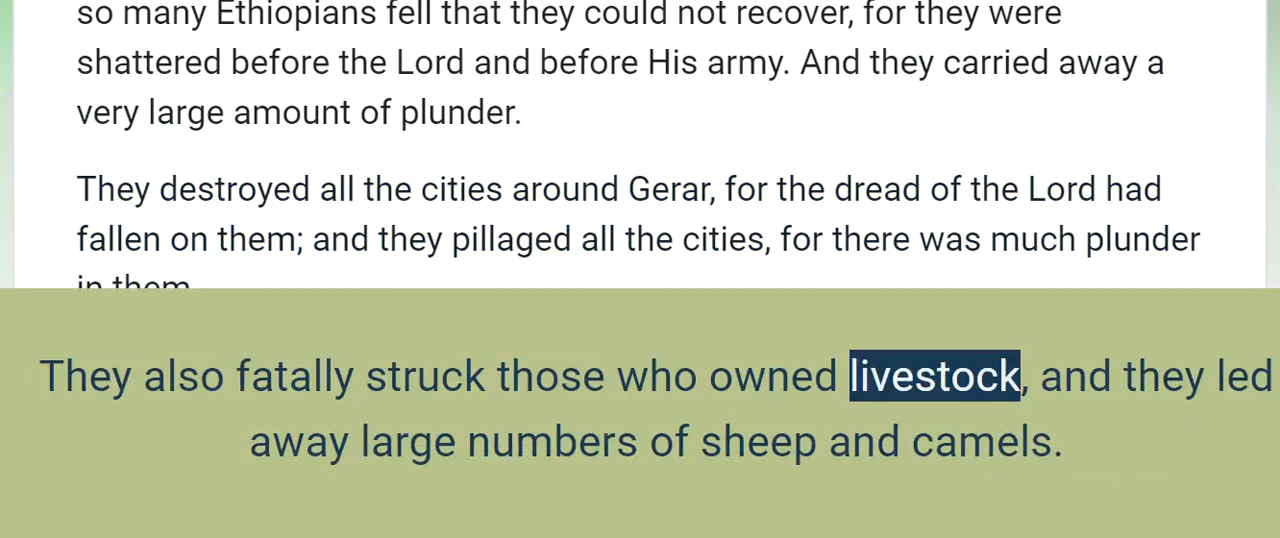 so many Ethiopians fell that they could not recover, for they were
shattered before the Lord and before His army. And they carried away a
very large amount of plunder.
They destroyed all the cities around Gerar, for the dread of the Lord had
fallen on them; and they pillaged all the cities, for there was much plunder
in them
They also fatally struck those who owned livestock, and they led
away large numbers of sheep and camels.